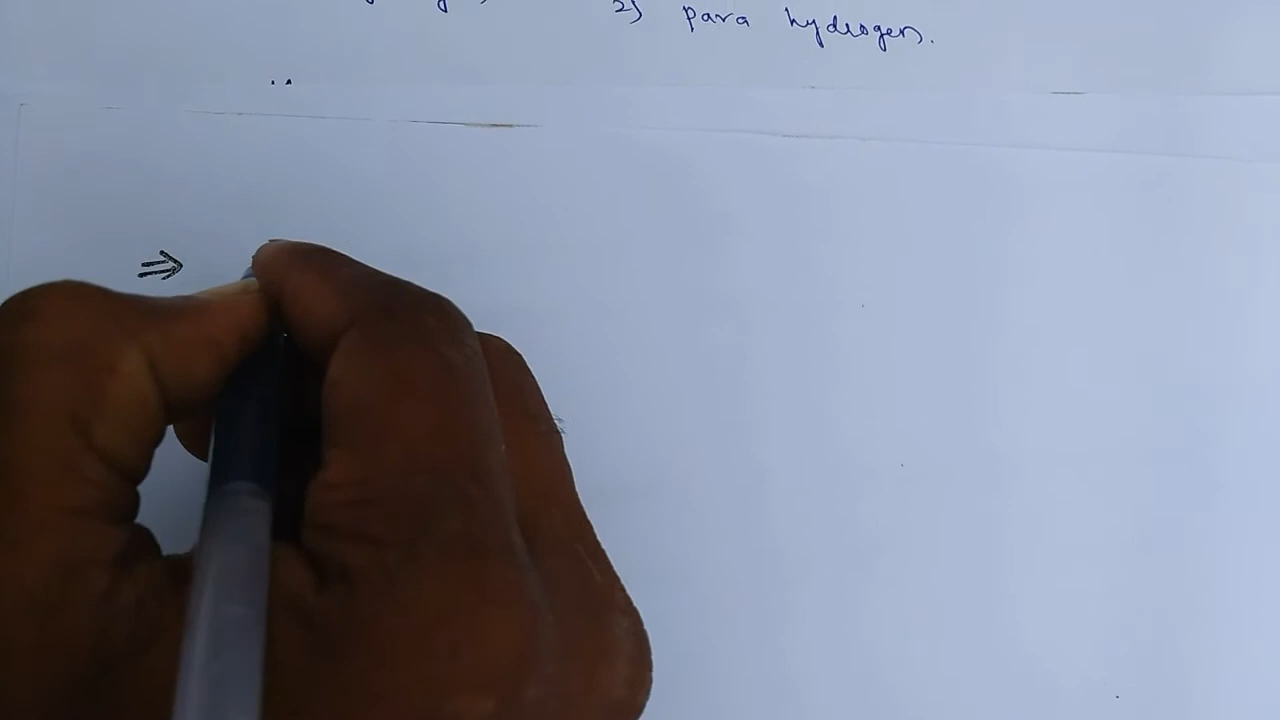 2) para hydrogen.
⇒